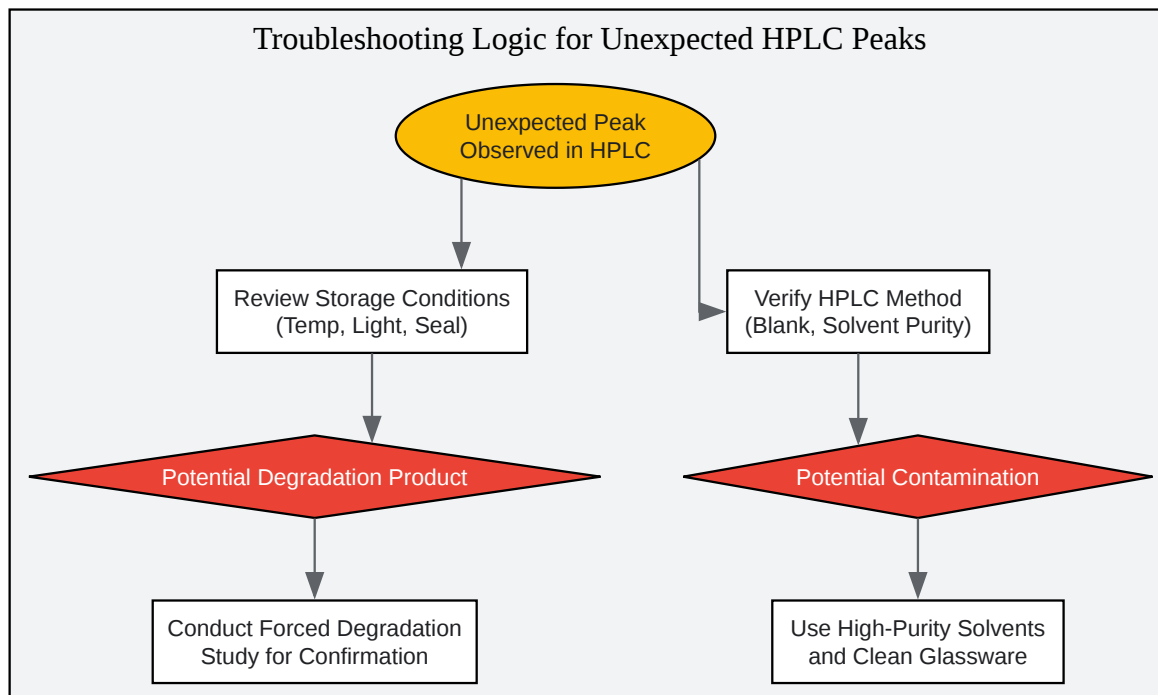 Troubleshooting Logic for Unexpected HPLC Peaks
Unexpected Peak
Observed in HPLC
Review Storage Conditions
(Temp, Light, Seal)
Verify HPLC Method
(Blank, Solvent Purity)
Potential Degradation Product
Potential Contamination
Conduct Forced Degradation
Study for Confirmation
Use High-Purity Solvents
and Clean Glassware